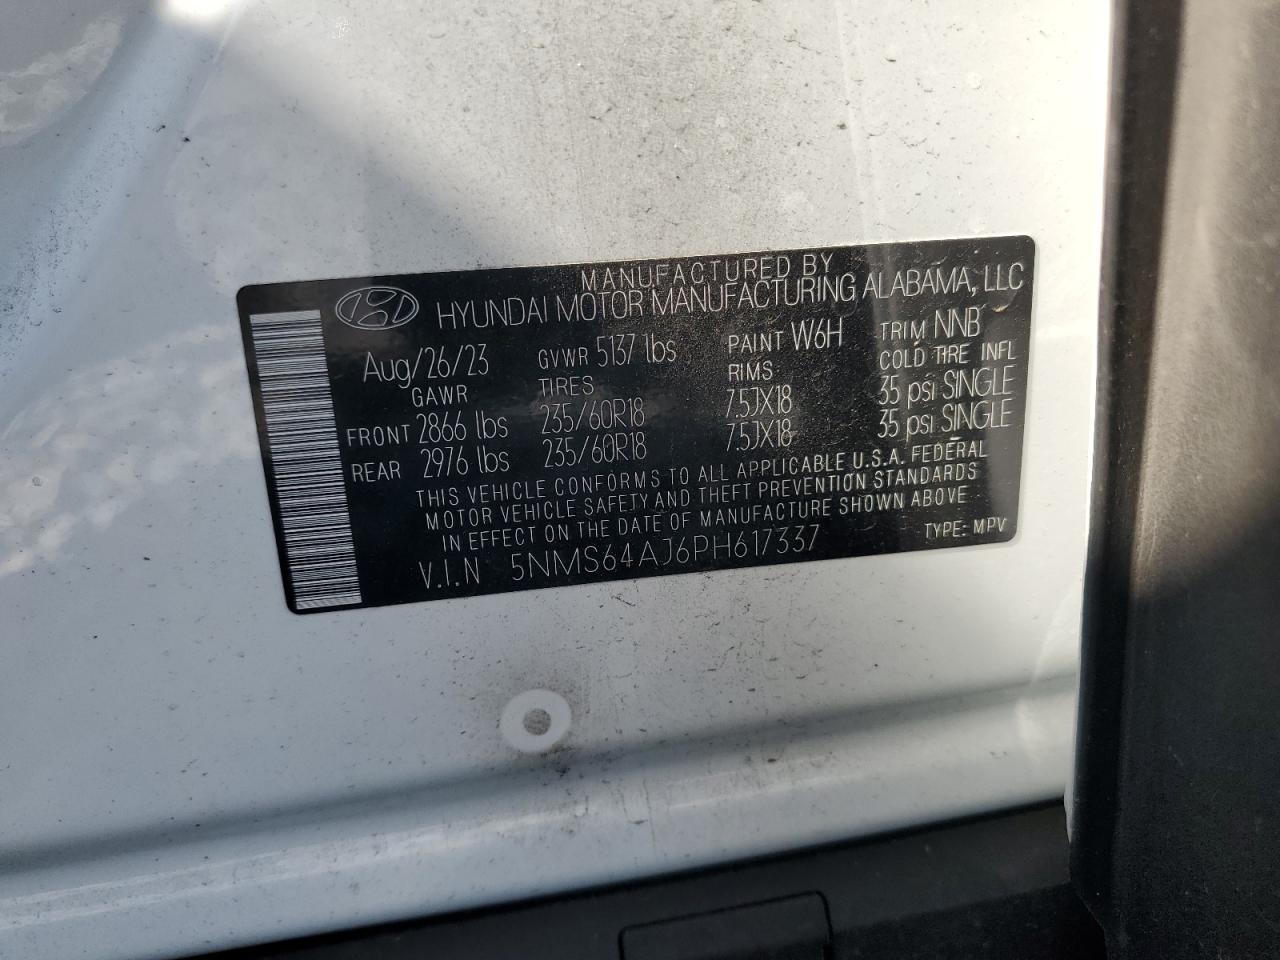 MANUFACTURED BY
HYUNDAI MOTOR MANUFACTURING ALABAMA, LLC
Aug/26/23 GVWR 5137 lbs PAINT W6H TRIM NNB
GAWR TIRES RIMS COLD TIRE INFL
FRONT 2866 lbs 235/60R18 7.5JX18 35 psi SINGLE
REAR 2976 lbs 235/60R18 7.5JX18 35 psi SINGLE
THIS VEHICLE CONFORMS TO ALL APPLICABLE U.S.A. FEDERAL
MOTOR VEHICLE SAFETY AND THEFT PREVENTION STANDARDS
IN EFFECT ON THE DATE OF MANUFACTURE SHOWN ABOVE
V.I.N 5NMS64AJ6PH617337 TYPE: MPV